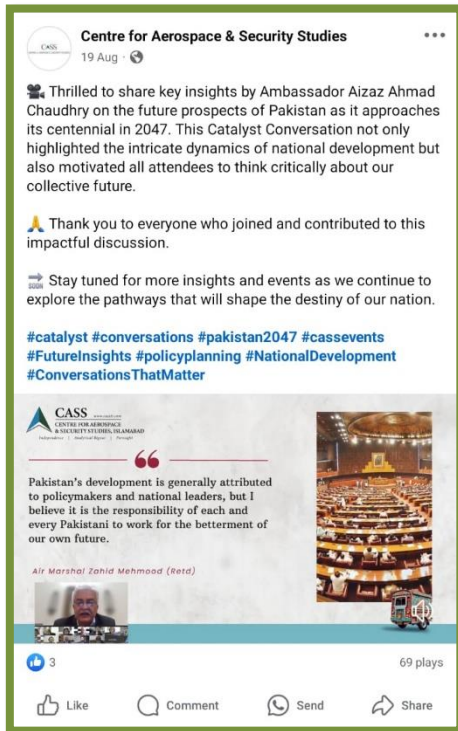 Centre for Aerospace & Security Studies
19 Aug ·
Thrilled to share key insights by Ambassador Aizaz Ahmad
Chaudhry on the future prospects of Pakistan as it approaches
its centennial in 2047. This Catalyst Conversation not only
highlighted the intricate dynamics of national development but
also motivated all attendees to think critically about our
collective future.
Thank you to everyone who joined and contributed to this
impactful discussion.
SOON Stay tuned for more insights and events as we continue to
explore the pathways that will shape the destiny of our nation.
#catalyst #conversations #pakistan2047 #cassevents
#FutureInsights #policyplanning #NationalDevelopment
#ConversationsThatMatter
CASS
CENTRE FOR AEROSPACE
& SECURITY STUDIES, ISLAMABAD
Independence | Analytical Rigour | Foresight
Pakistan's development is generally attributed
to policymakers and national leaders, but I
believe it is the responsibility of each and
every Pakistani to work for the betterment of
our own future.
Air Marshal Zahid Mehmood (Retd)
3
69 plays
Like
Comment
Send
Share